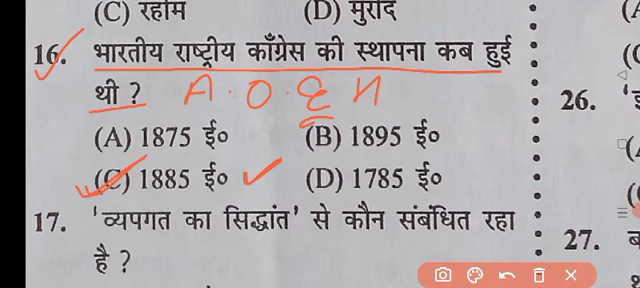 (C) रहीम (D) मुराद
16. भारतीय राष्ट्रीय काँग्रेस की स्थापना कब हुई
थी ? A.O.
(A) 1875 ई० (B) 1895 ई०
(C) 1885 ई० (D) 1785 ई०
17. 'व्यपगत का सिद्धांत' से कौन संबंधित रहा
है ?
26.
27.